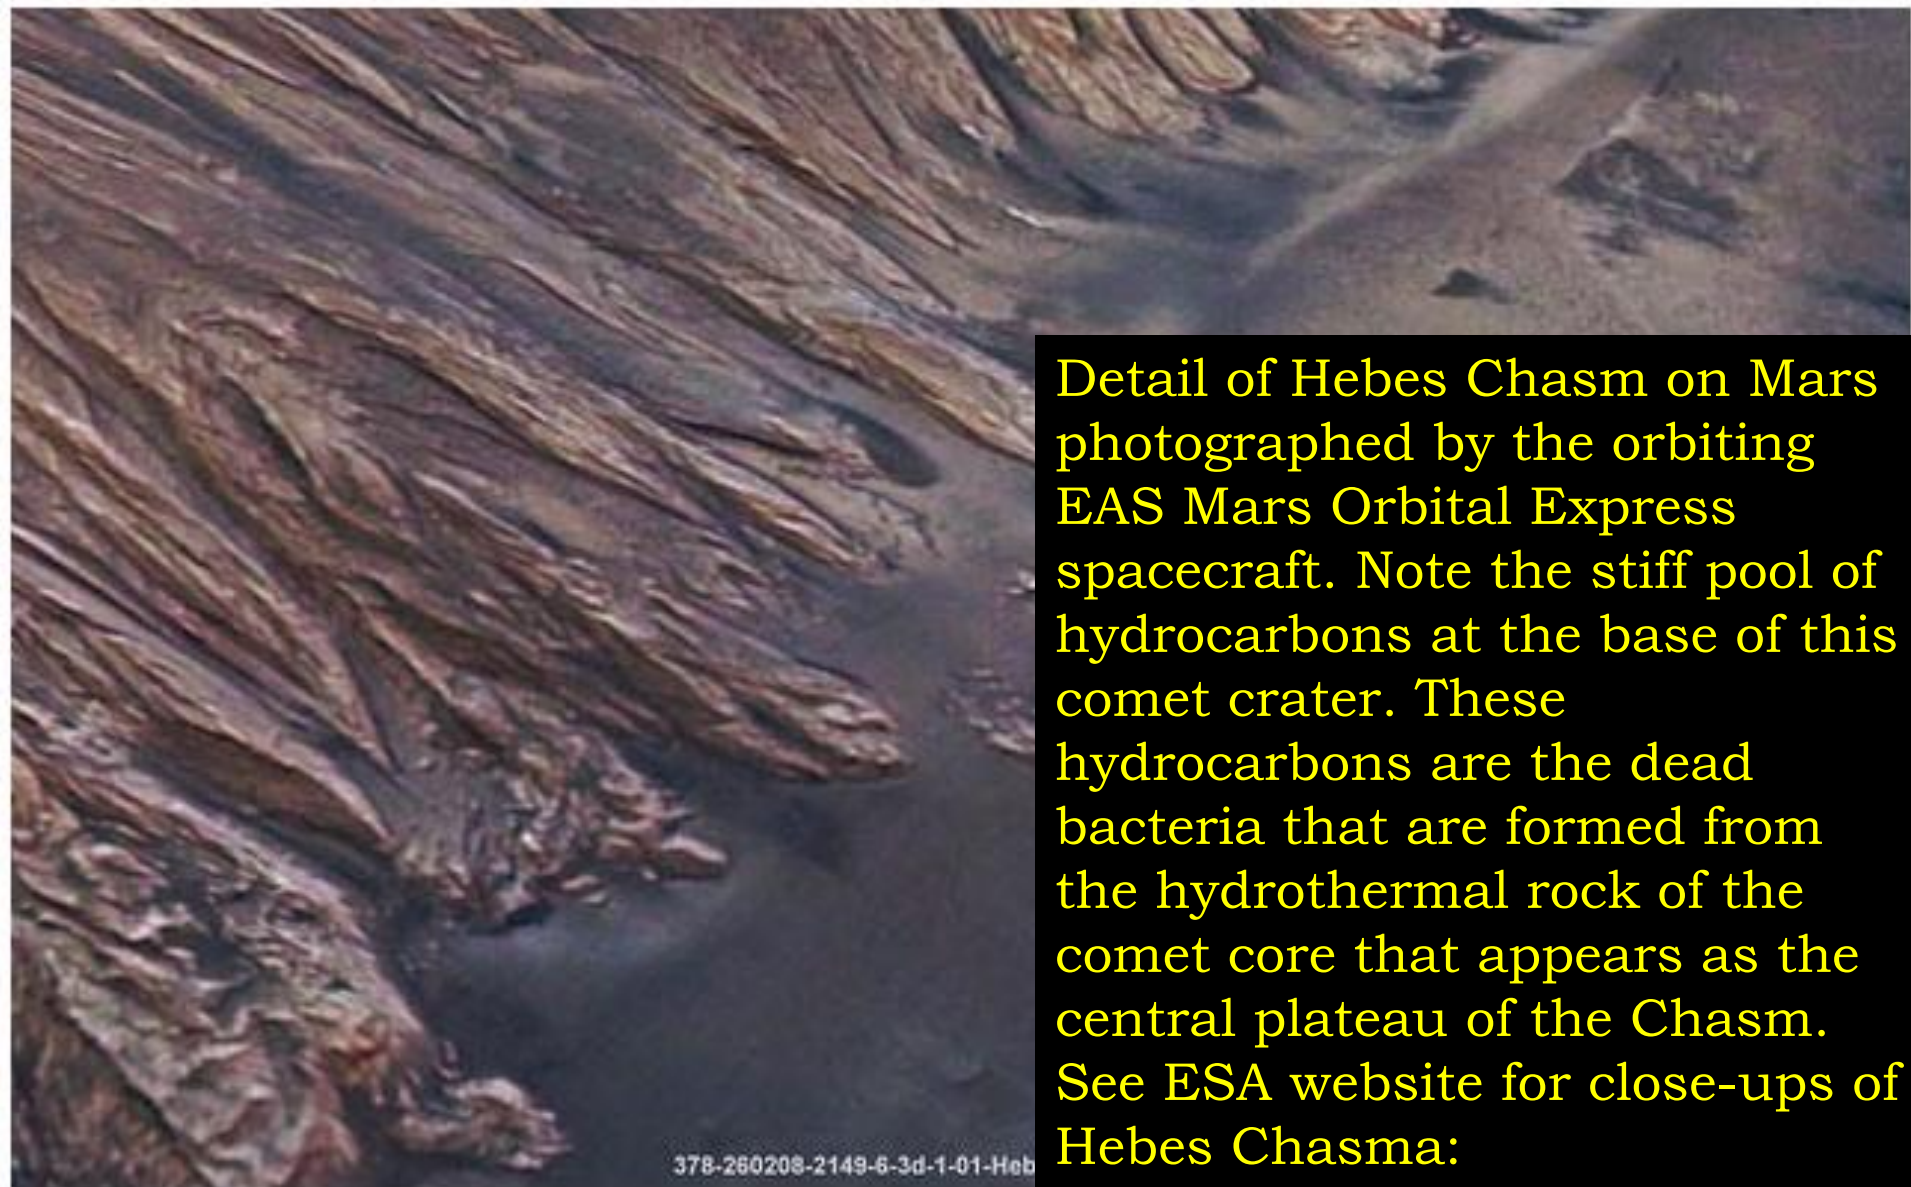 Detail of Hebes Chasm on Mars
photographed by the orbiting
EAS Mars Orbital Express
spacecraft. Note the stiff pool of
hydrocarbons at the base of this
comet crater. These
hydrocarbons are the dead
bacteria that are formed from
the hydrothermal rock of the
comet core that appears as the
central plateau of the Chasm.
See ESA website for close-ups of
Hebes Chasma:
378-260208-2149-6-3d-1-01-Heb